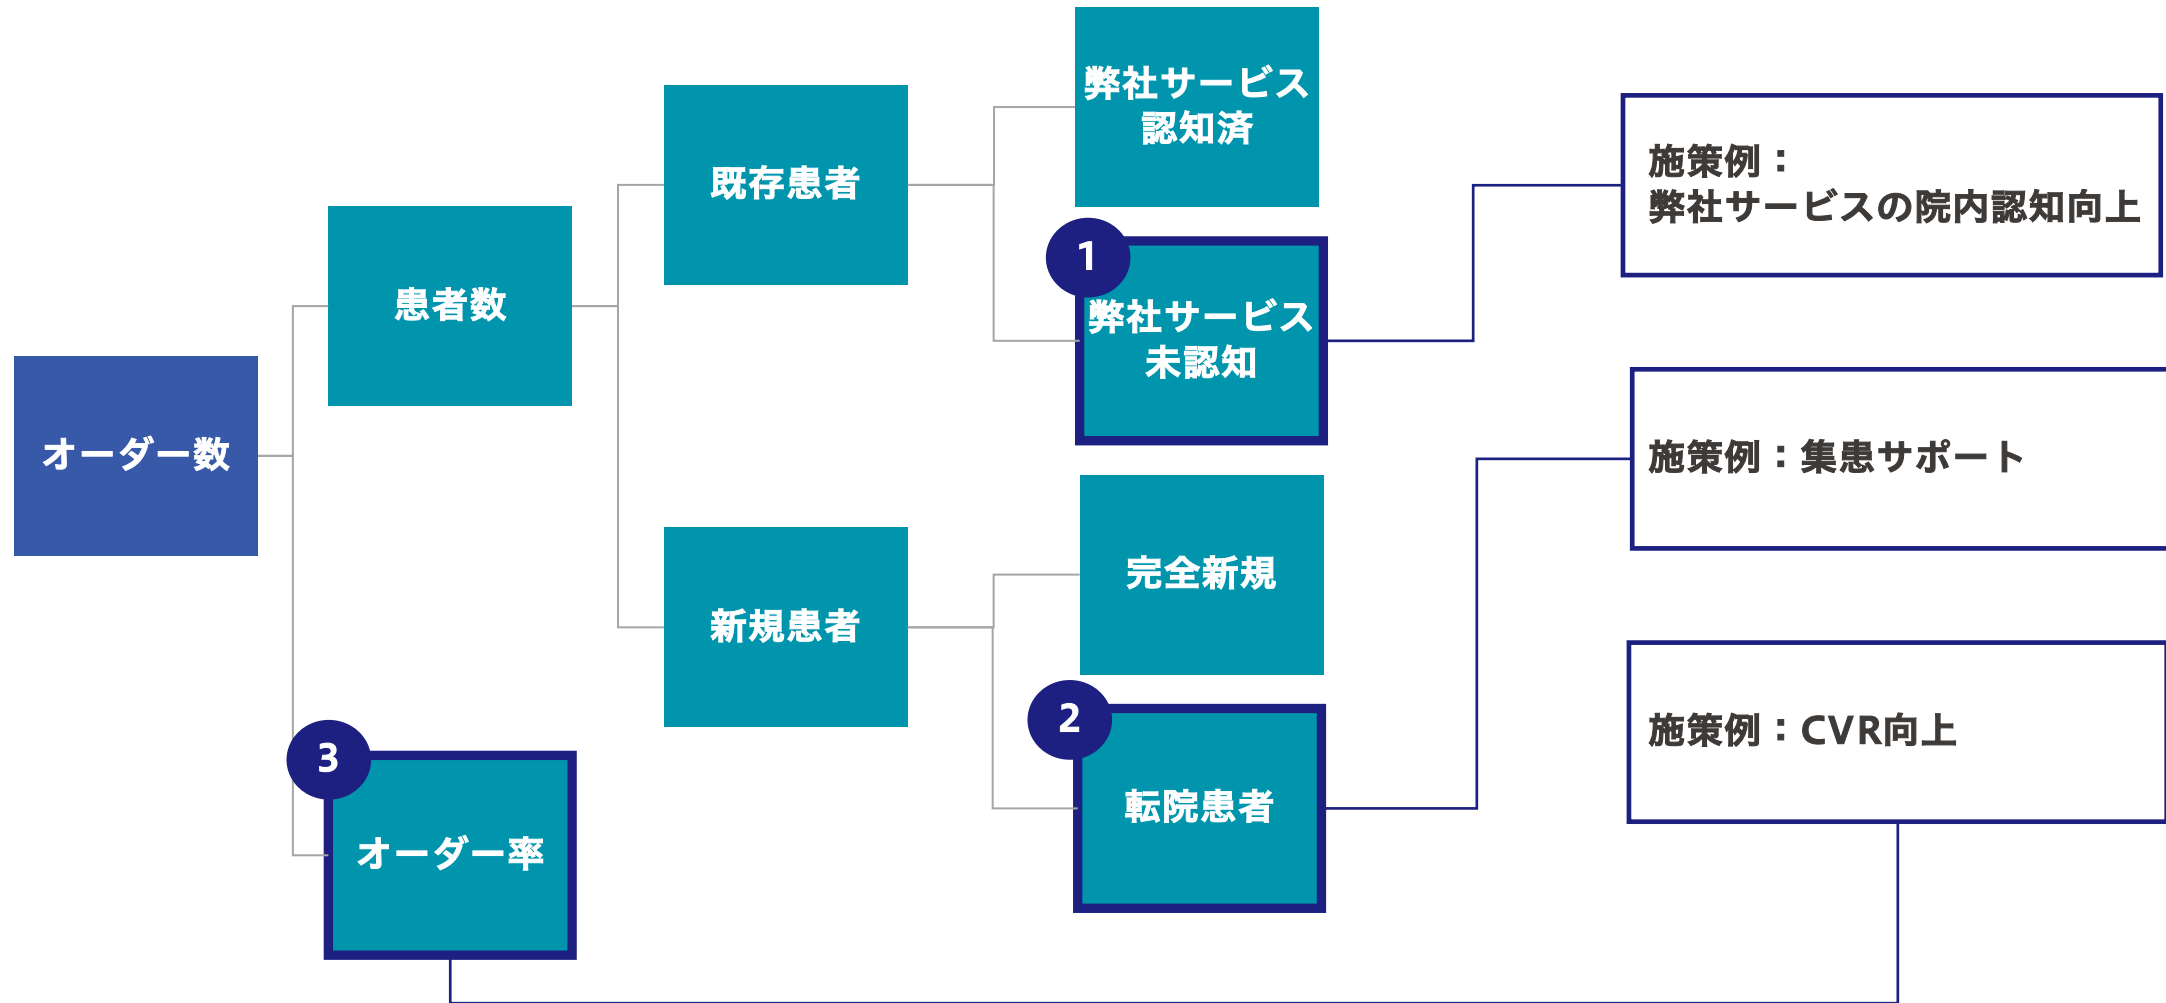 オーダー数
患者数
3
オーダー率
既存患者
新規患者
弊社サービス
認知済
1
弊社サービス
未認知
完全新規
2
転院患者
施策例：
弊社サービスの院内認知向上
施策例：集患サポート
施策例：CVR向上